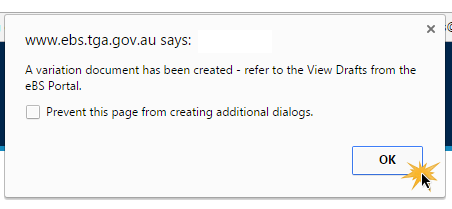 www.ebs.tga.gov.au says:
A variation document has been created - refer to the View Drafts from the
eBS Portal.
Prevent this page from creating additional dialogs.
OK